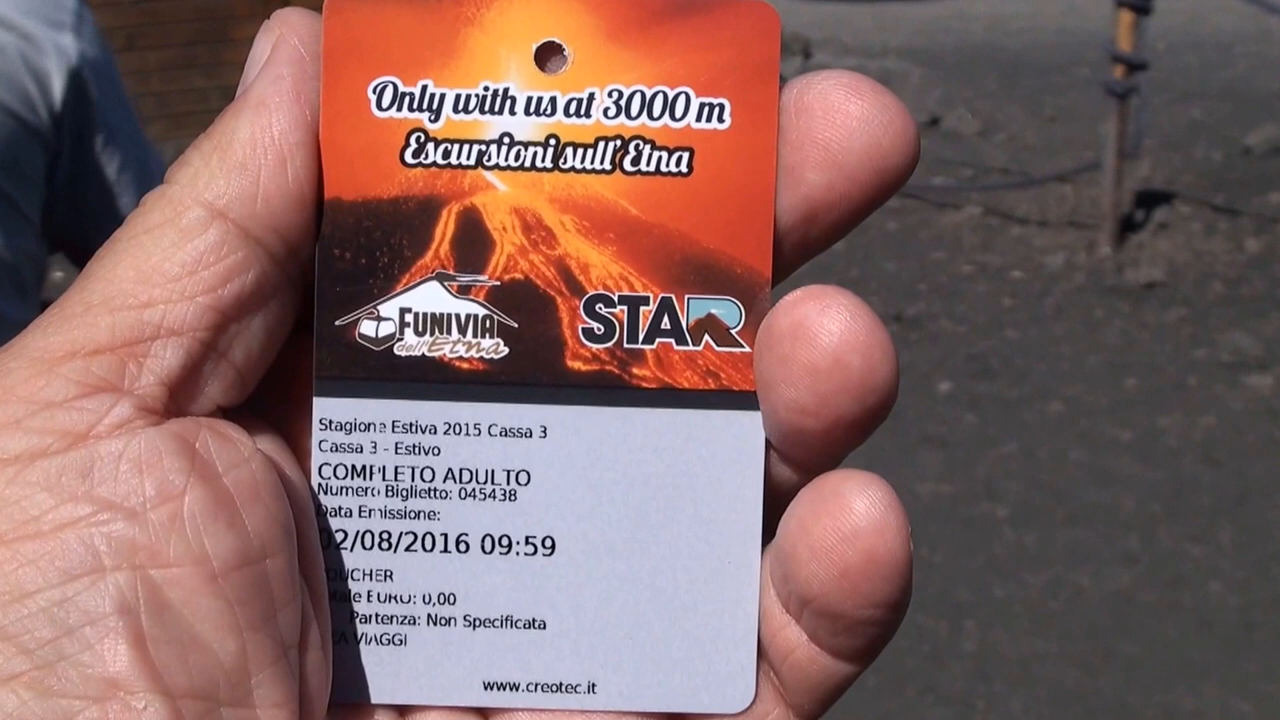 Only with us at 3000 m
Escursioni sull'Etna
FUNIVIA
dell'Etna
STAR
Stagione Estiva 2015 Cassa 3
Cassa 3 - Estivo
COMPLETO ADULTO
Numero Biglietto: 045438
Data Emissione:
02/08/2016 09:59
VOUCHER
EURO: 0,00
Partenza: Non Specificata
VIAGGI
www.creotec.it